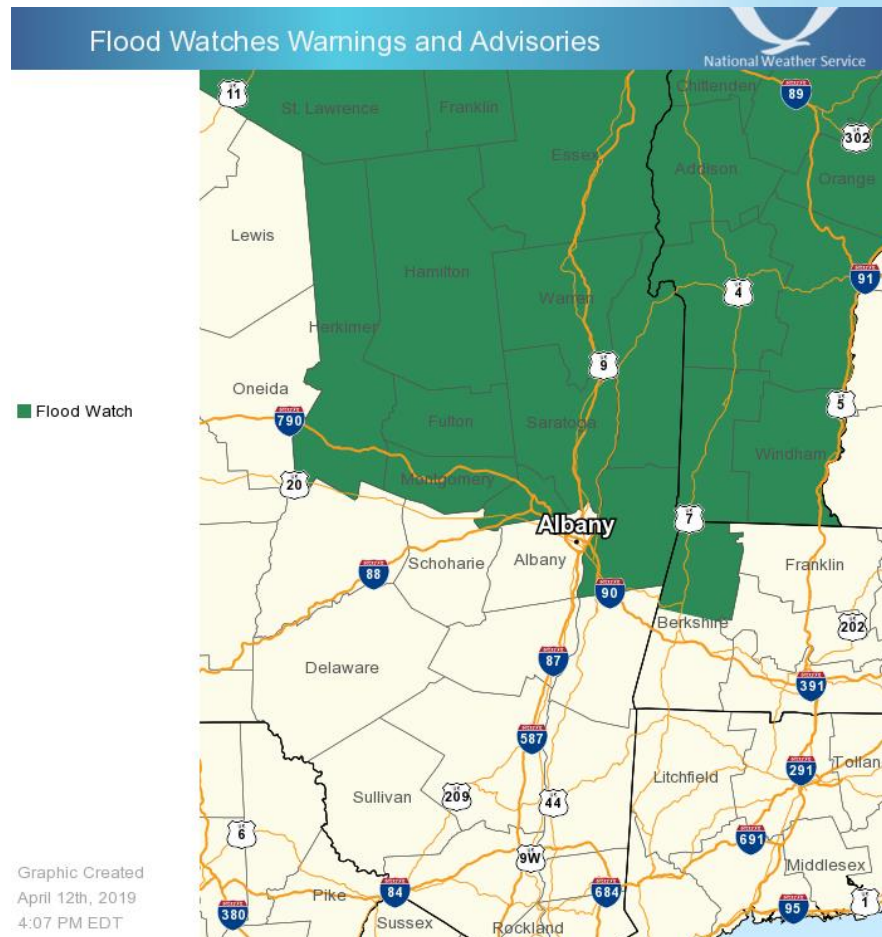 Flood Watches Warnings and Advisories
National Weather Service
11
St. Lawrence
Franklin
Chittenden
89
302
Essex
Addison
Orange
Lewis
Hamilton
91
4
Warren
Herkimer
9
Oneida
5
Flood Watch
790
Fulton
Saratoga
Windham
Montgomery
20
7
Albany
Schoharie
Albany
Franklin
88
90
Berkshire
202
87
Delaware
391
587
Litchfield
291
Tollan
Sullivan
209
44
6
691
9W
Middlesex
Graphic Created
April 12th, 2019
4:07 PM EDT
Pike
84
684
95
1
380
Sussex
Rockland